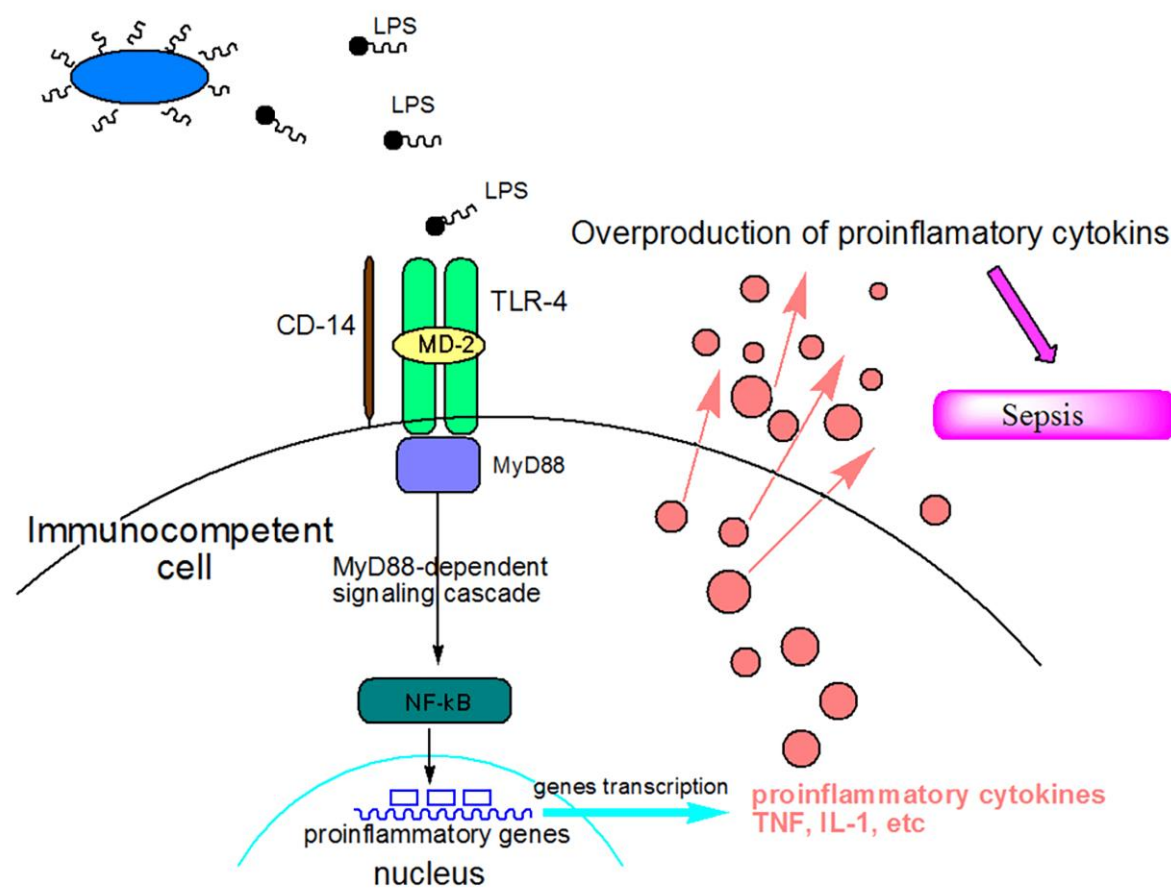 LPS
LPS
LPS
Overproduction of proinflamatory cytokins
TLR-4
CD-14
MD-2
Sepsis
MyD88
Immunocompetent
cell
MyD88-dependent
signaling cascade
NF-kB
genes transcription
proinflammatory cytokines
TNF, IL-1, etc
proinflammatory genes
nucleus